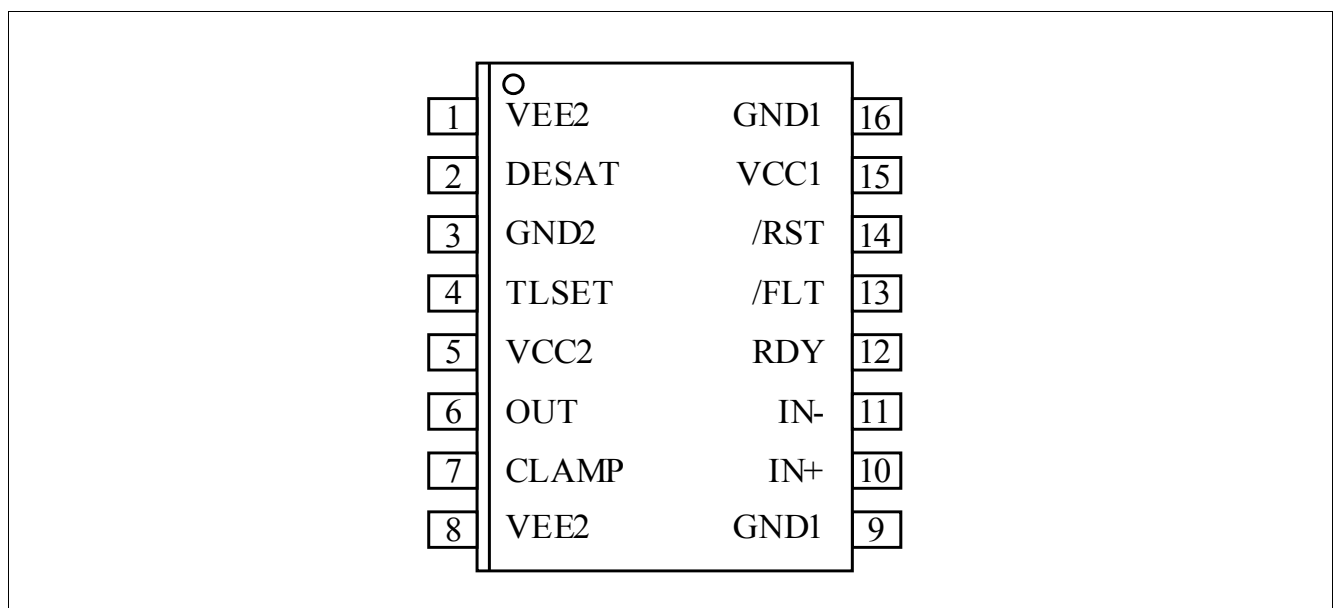 1 VEE2 GND1 16
2 DESAT VCC1 15
3 GND2 /RST 14
4 TLSET /FLT 13
5 VCC2 RDY 12
6 OUT IN- 11
7 CLAMP IN+ 10
8 VEE2 GND1 9